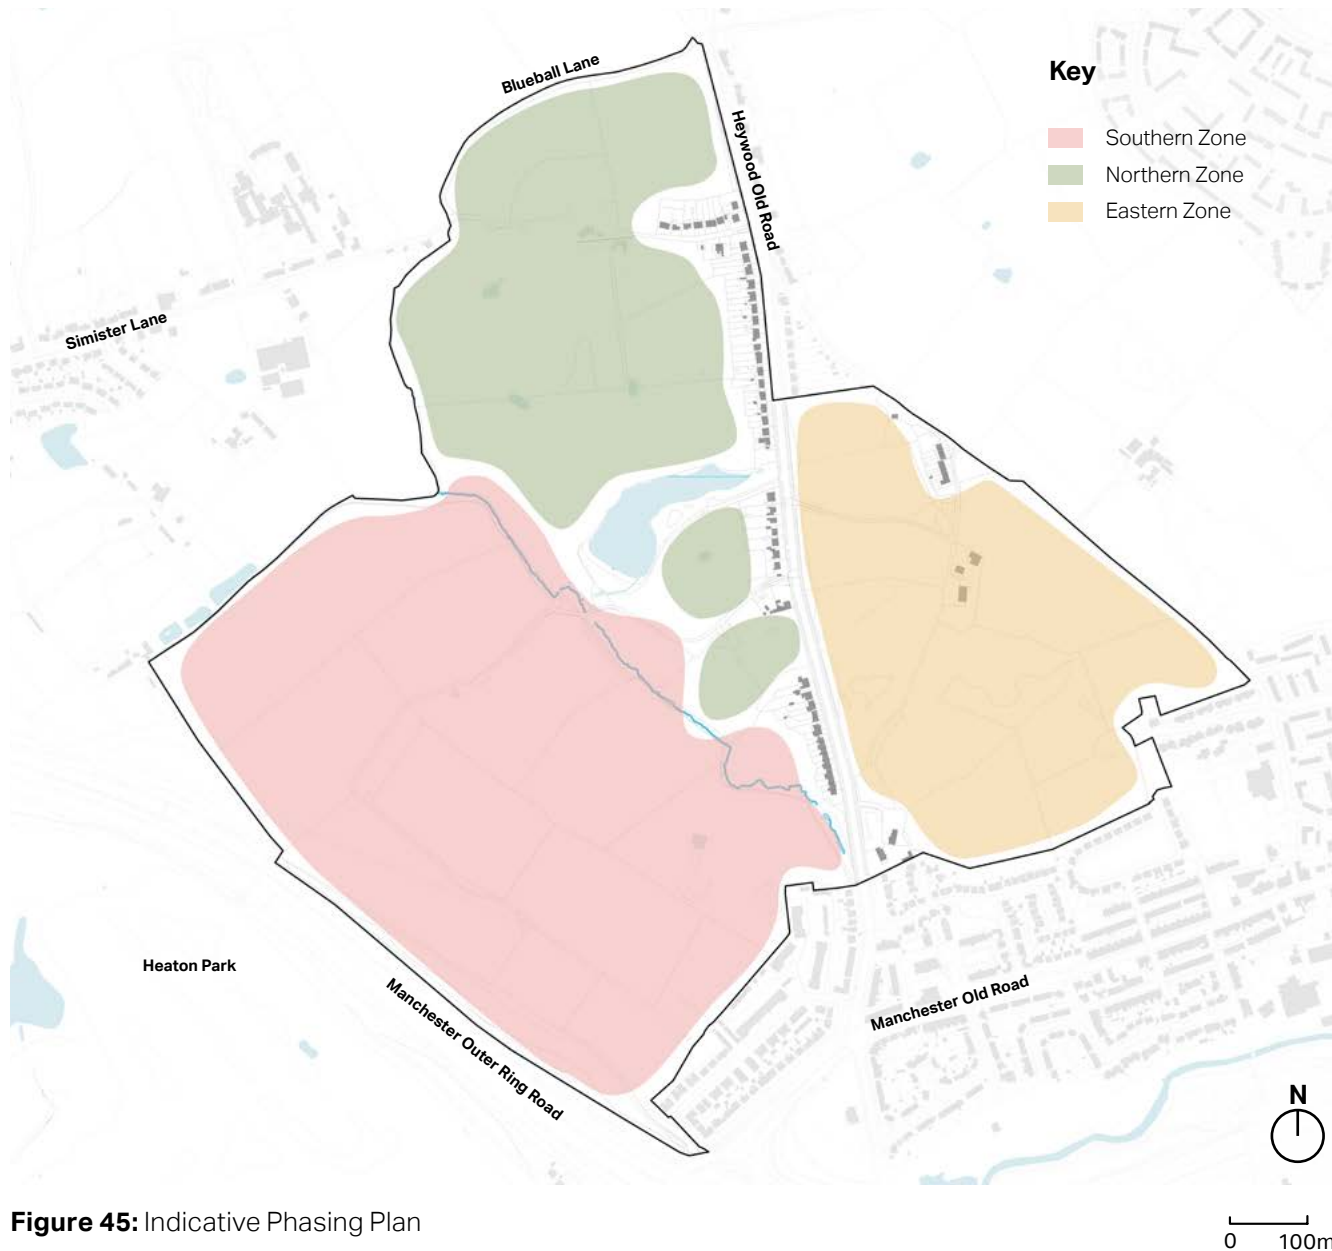 Blueball Lane
Heywood Old Road
Key
Southern Zone
Northern Zone
Eastern Zone
Simister Lane
Heaton Park
Manchester Outer Ring Road
Manchester Old Road
N
Figure 45: Indicative Phasing Plan
0 100m